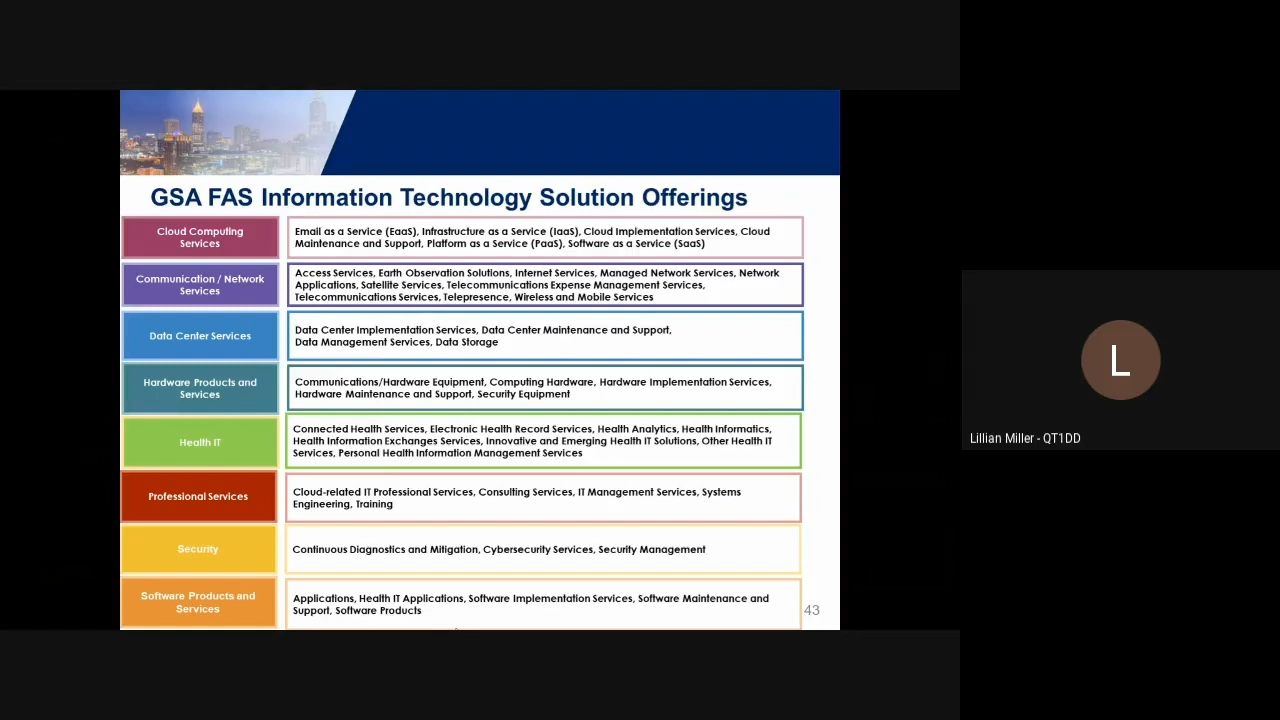 GSA FAS Information Technology Solution Offerings
Cloud Computing
Services
Email as a Service (EaaS), Infrastructure as a Service (IaaS), Cloud Implementation Services, Cloud
Maintenance and Support, Platform as a Service (PaaS), Software as a Service (SaaS)
Communication / Network
Services
Access Services, Earth Observation Solutions, Internet Services, Managed Network Services, Network
Applications, Satellite Services, Telecommunications Expense Management Services,
Telecommunications Services, Telepresence, Wireless and Mobile Services
Data Center Services
Data Center Implementation Services, Data Center Maintenance and Support,
Data Management Services, Data Storage
Hardware Products and
Services
Communications/Hardware Equipment, Computing Hardware, Hardware Implementation Services,
Hardware Maintenance and Support, Security Equipment
Health IT
Connected Health Services, Electronic Health Record Services, Health Analytics, Health Informatics,
Health Information Exchanges Services, Innovative and Emerging Health IT Solutions, Other Health IT
Services, Personal Health Information Management Services
Professional Services
Cloud-related IT Professional Services, Consulting Services, IT Management Services, Systems
Engineering, Training
Security
Continuous Diagnostics and Mitigation, Cybersecurity Services, Security Management
Software Products and
Services
Applications, Health IT Applications, Software Implementation Services, Software Maintenance and
Support, Software Products
43
L
Lillian Miller - QT1DD